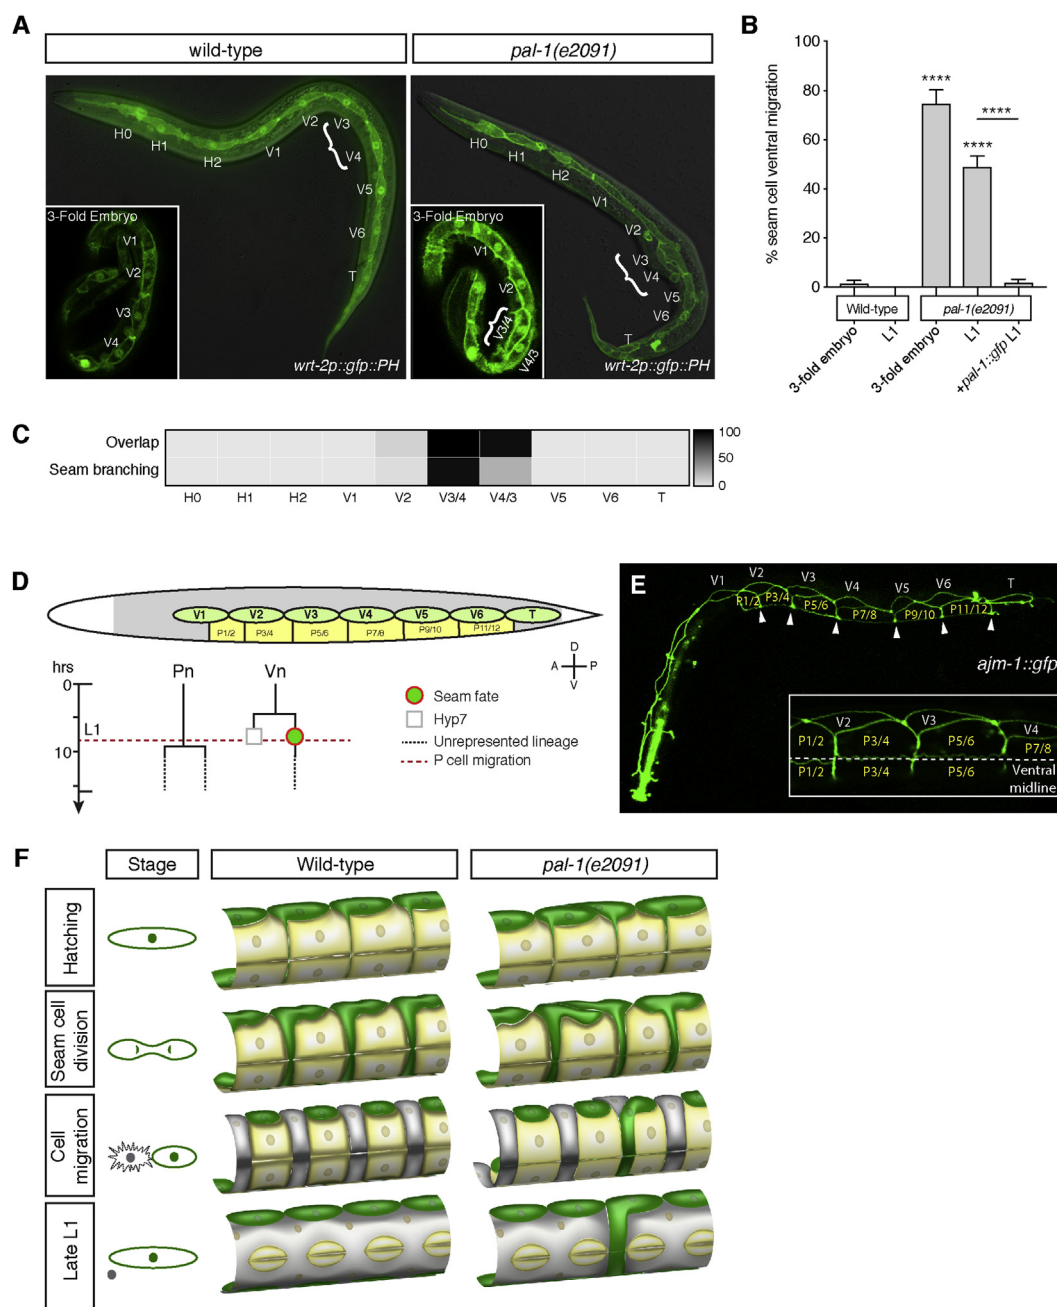 A
wild-type
pal-1(e2091)
H0
H1
H2
V1
V2
V3
V4
V5
V6
T
3-Fold Embryo
V1
V2
V3
V4
wrt-2p::gfp::PH
H0
H1
H2
V1
V2
V3
V4
V5
V6
T
3-Fold Embryo
V1
V2
V3/4
V4/3
wrt-2p::gfp::PH
B
% seam cell ventral migration
100
80
60
40
20
0
****
****
****
Wild-type
pal-1(e2091)
3-fold embryo
L1
3-fold embryo
L1
+pal-1::gfp L1
C
Overlap
Seam branching
H0 H1 H2 V1 V2 V3/4 V4/3 V5 V6 T
100
50
0
D
V1 V2 V3 V4 V5 V6 T
P1/2 P3/4 P5/6 P7/8 P9/10 P11/12
hrs
0
L1
10
Pn
Vn
D
A P
V
Seam fate
Hyp7
Unrepresented lineage
P cell migration
E
V1 V2 V3 V4 V5 V6 T
P1/2 P3/4 P5/6 P7/8 P9/10 P11/12
ajm-1::gfp
V2 V3 V4
P1/2 P3/4 P5/6 P7/8
P1/2 P3/4 P5/6
Ventral
midline
F
Stage
Wild-type
pal-1(e2091)
Hatching
Seam cell
division
Cell
migration
Late L1